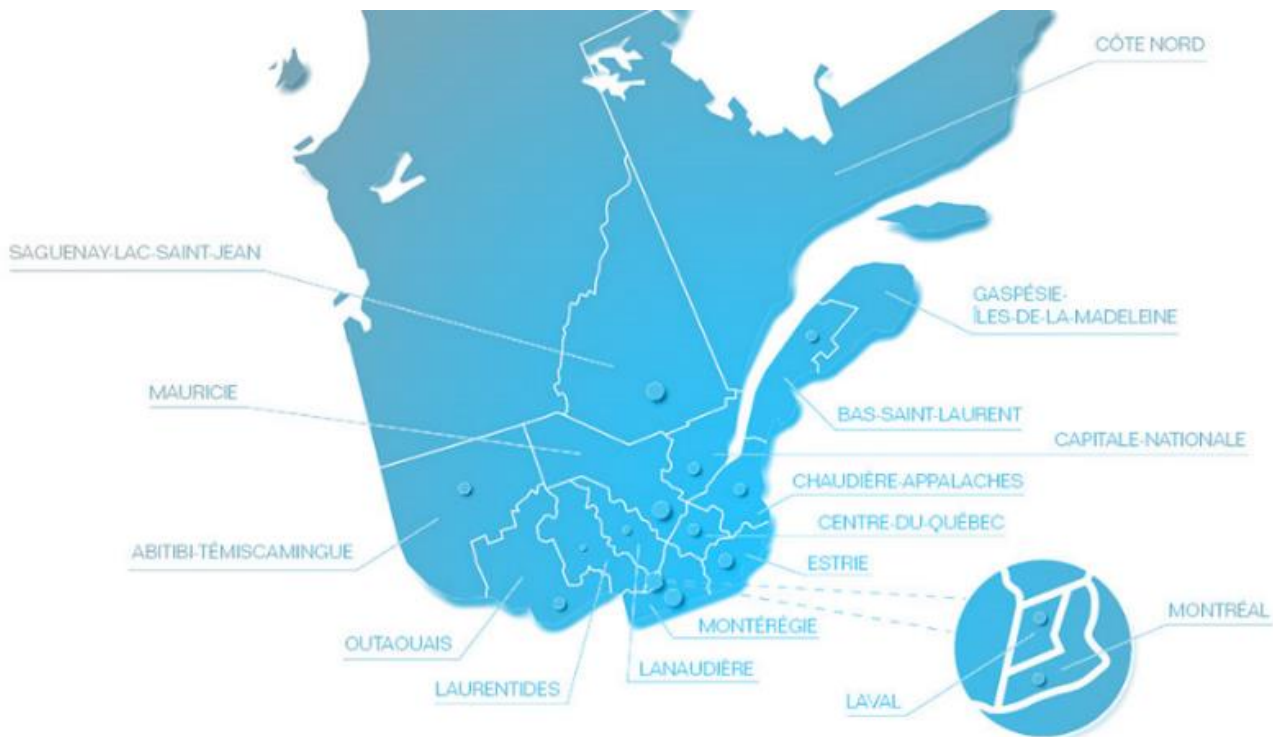 CÔTE NORD
SAGUENAY-LAC-SAINT-JEAN
GASPÉSIE-
ÎLES-DE-LA-MADELEINE
MAURICIE
BAS-SAINT-LAURENT
CAPITALE-NATIONALE
CHAUDIÈRE-APPALACHES
CENTRE-DU-QUÉBEC
ABITIBI-TÉMISCAMINGUE
ESTRIE
MONTRÉAL
MONTÉRÉGIE
OUTAOUAIS
LANAUDIÈRE
LAURENTIDES
LAVAL